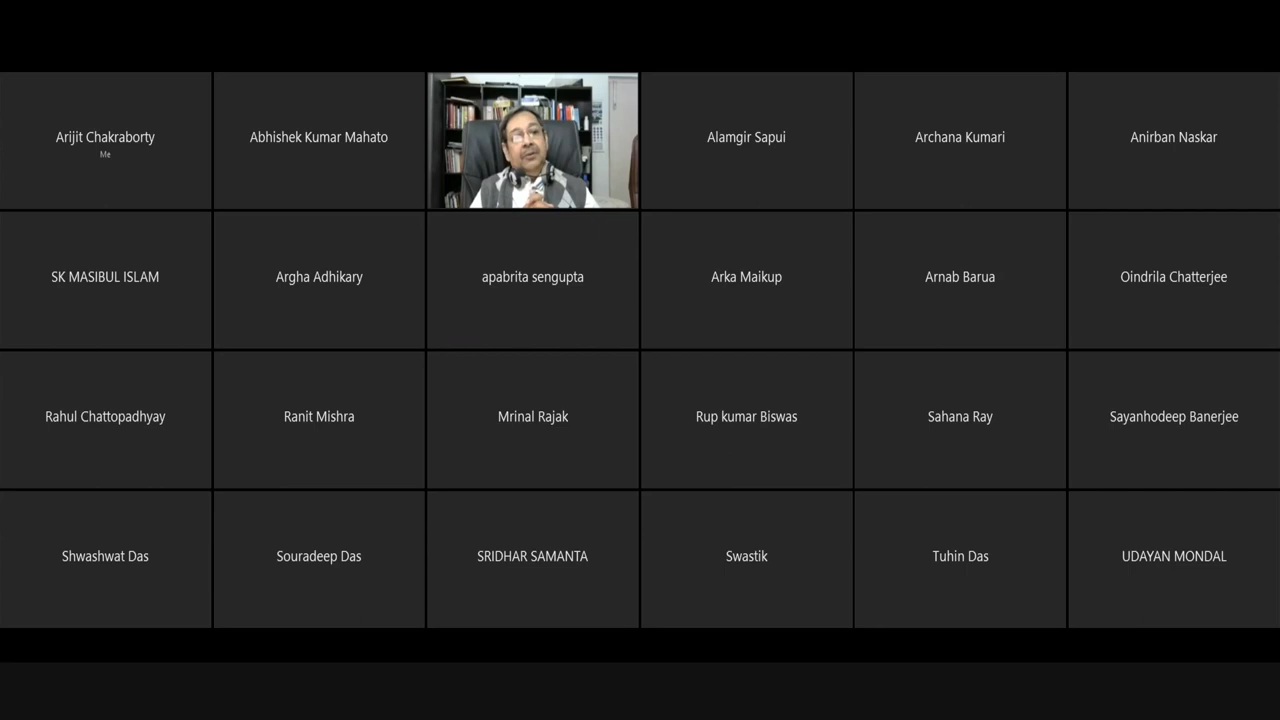 Arijit Chakraborty
Me
Abhishek Kumar Mahato
Alamgir Sapui
Archana Kumari
Anirban Naskar
SK MASIBUL ISLAM
Argha Adhikary
apabrita sengupta
Arka Maikup
Arnab Barua
Oindrila Chatterjee
Rahul Chattopadhyay
Ranit Mishra
Mrinal Rajak
Rup kumar Biswas
Sahana Ray
Sayanhodeep Banerjee
Shwashwat Das
Souradeep Das
SRIDHAR SAMANTA
Swastik
Tuhin Das
UDAYAN MONDAL